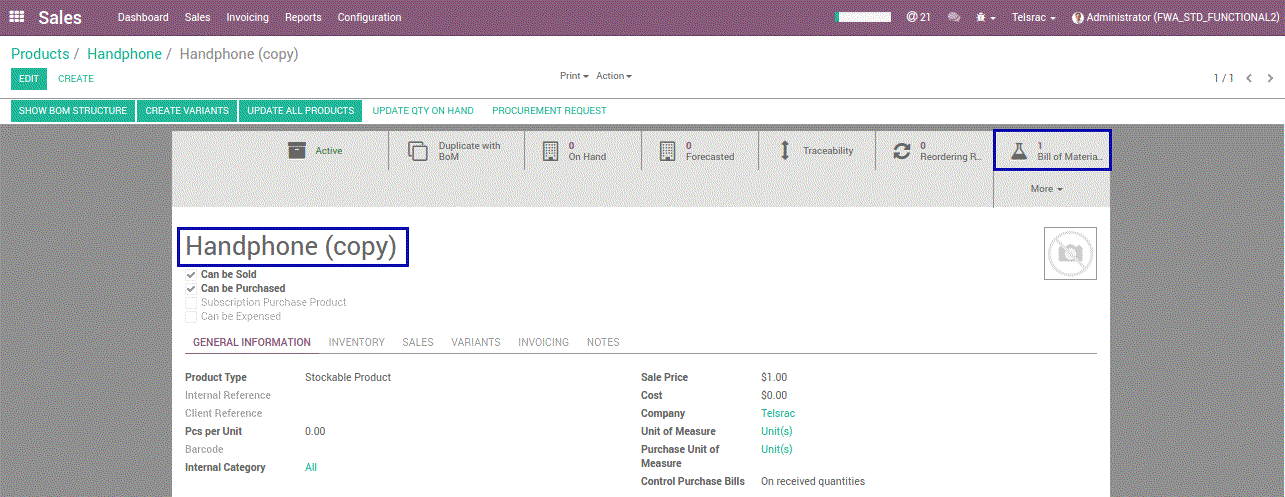 Sales Dashboard Sales Invoicing Reports Configuration 21 Telsrac Administrator (FWA_STD_FUNCTIONAL2)
Products / Handphone / Handphone (copy)
EDIT CREATE Print Action 1 / 1
SHOW BOM STRUCTURE CREATE VARIANTS UPDATE ALL PRODUCTS UPDATE QTY ON HAND PROCUREMENT REQUEST
Active
Duplicate with
BoM
0
On Hand
0
Forecasted
Traceability
0
Reordering R...
1
Bill of Materia...
More
Handphone (copy)
Can be Sold
Can be Purchased
Subscription Purchase Product
Can be Expensed
GENERAL INFORMATION INVENTORY SALES VARIANTS INVOICING NOTES
Product Type Stockable Product
Internal Reference
Client Reference
Pcs per Unit 0.00
Barcode
Internal Category All
Sale Price $1.00
Cost $0.00
Company Telsrac
Unit of Measure Unit(s)
Purchase Unit of Unit(s)
Measure
Control Purchase Bills On received quantities